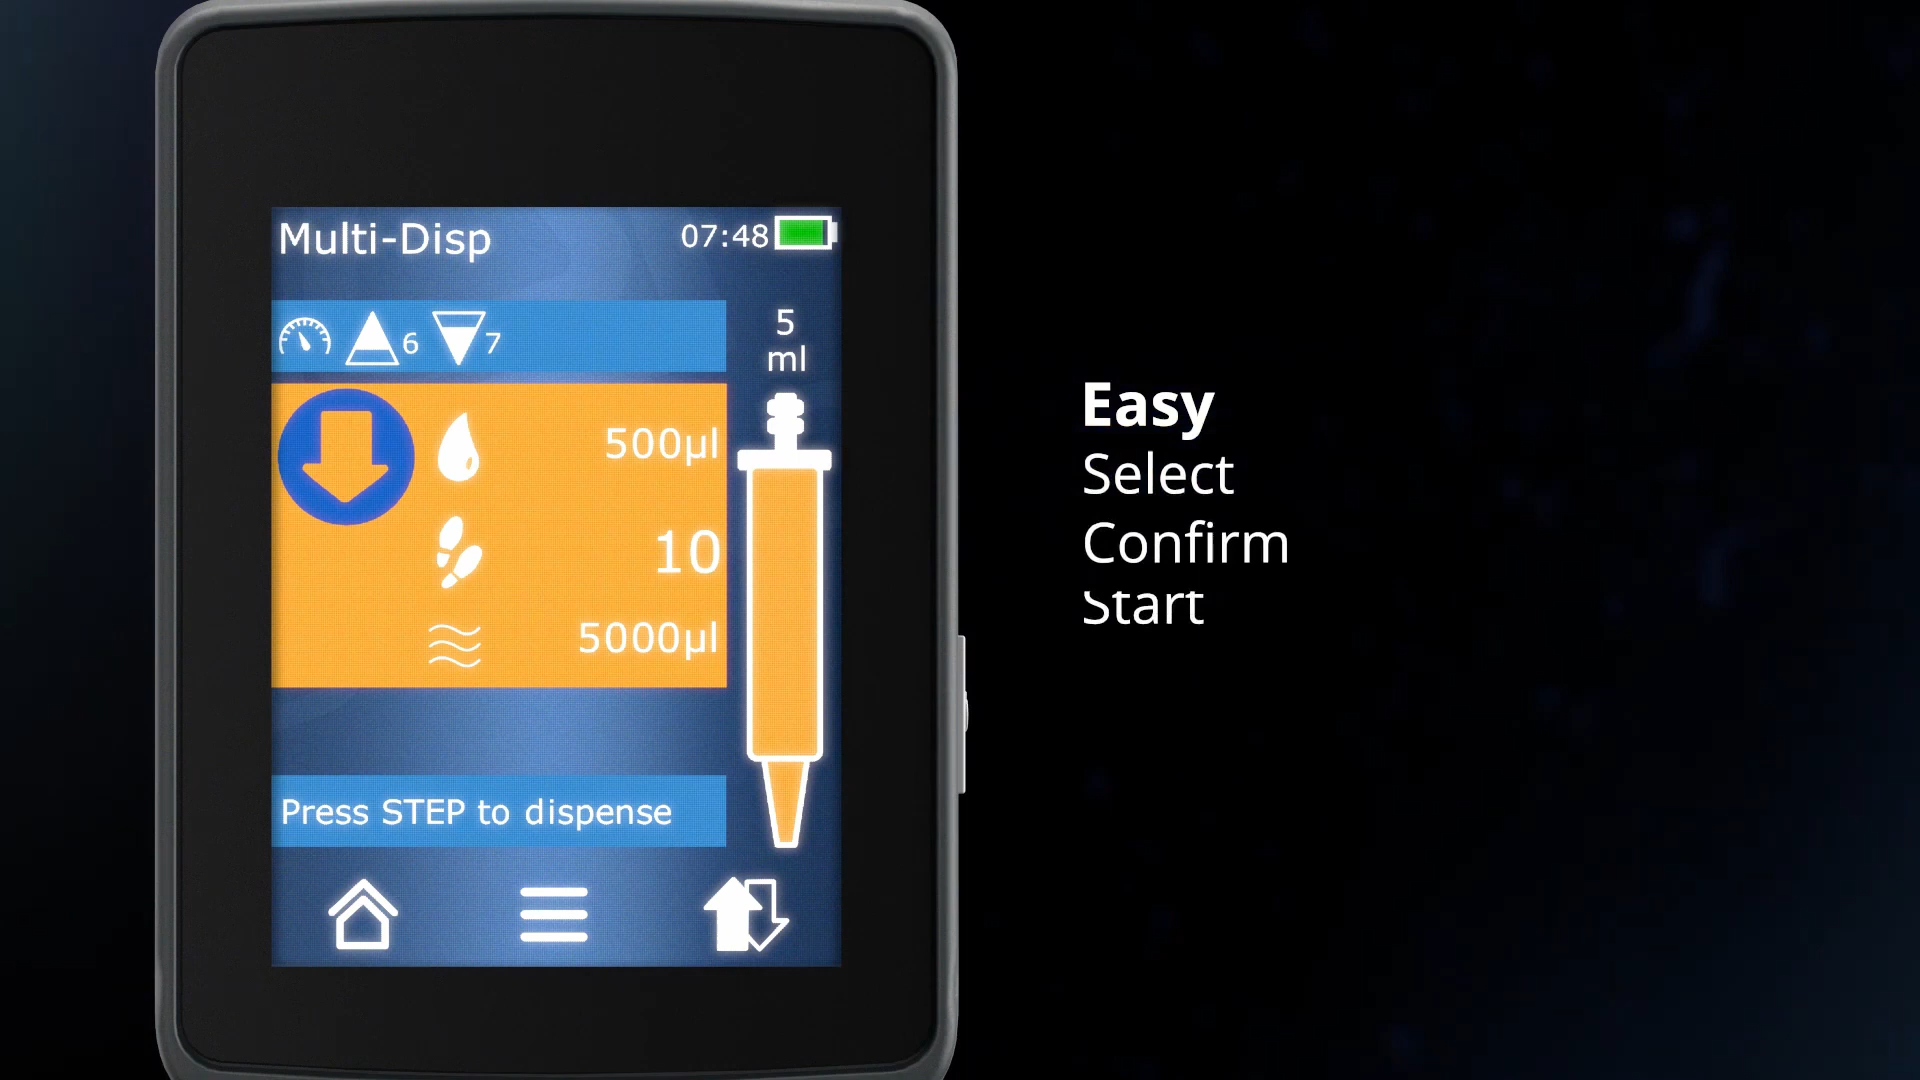 Multi-Disp 07:48
6 7
5
ml
500µl
10
5000µl
Press STEP to dispense
Easy
Select
Confirm
Start